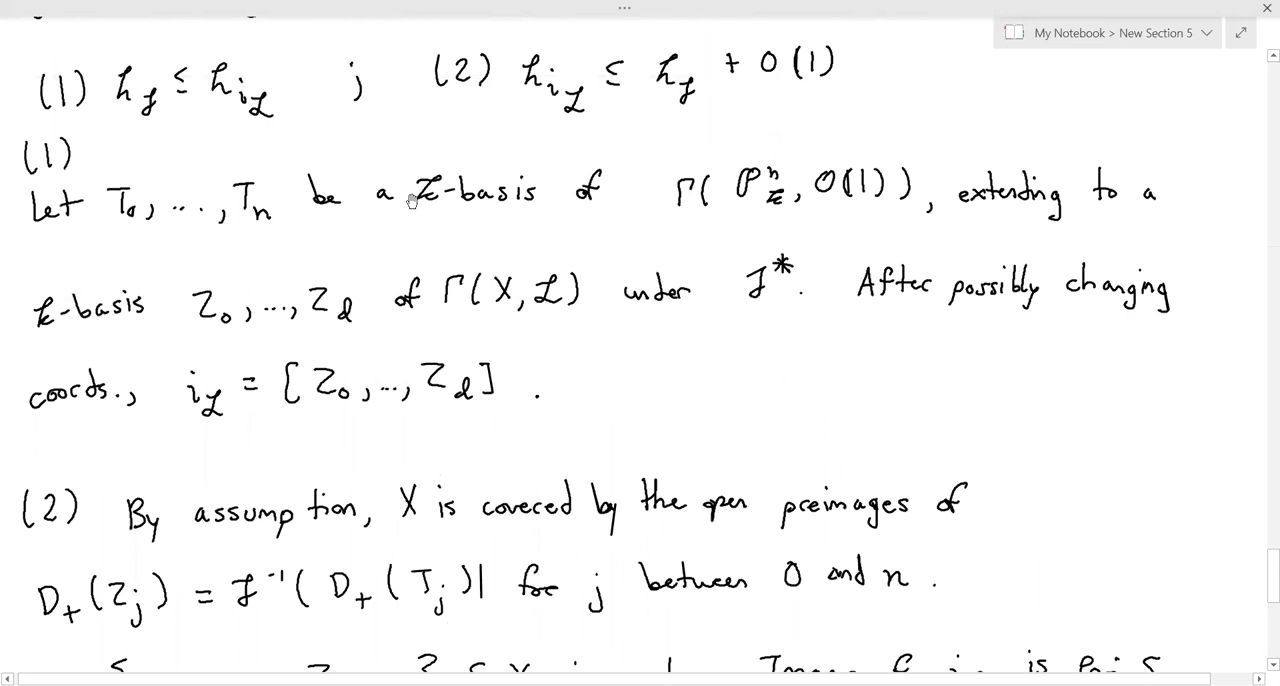 My Notebook > New Section 5
(1) h_f ≤ h_{i_ℒ} ; (2) h_{i_ℒ} ≤ h_f + O(1)
(1)
Let T_0, ..., T_n be a k-basis of Γ(ℙ^n_k, O(1)), extending to a
k-basis Z_0, ..., Z_d of Γ(X, ℒ) under f^*. After possibly changing
coords., i_ℒ = [Z_0, ..., Z_d].
(2) By assumption, X is covered by the open preimages of
D_+(Z_j) = f^{-1}(D_+(T_j)) for j between 0 and n.